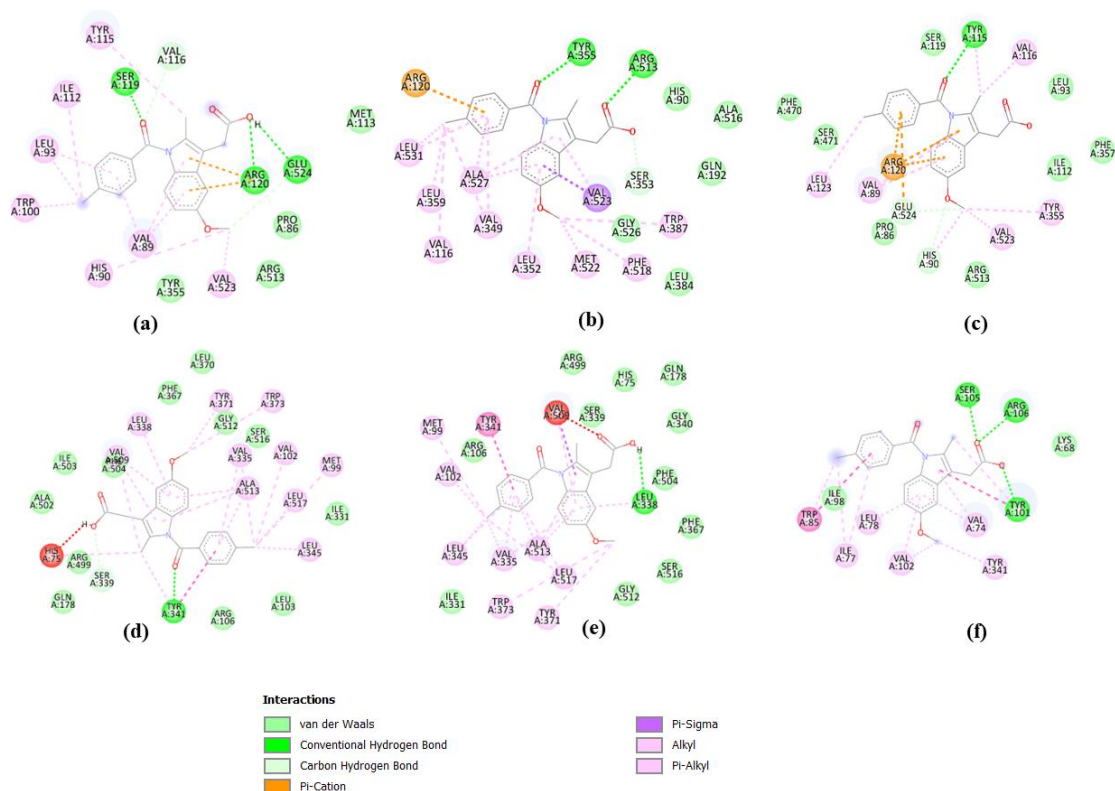 TYR
A:115
VAL
A:116
SER
A:119
ILE
A:112
O
O
O
H
LEU
A:93
N
ARG
A:120
GLU
A:524
TRP
A:100
PRO
A:86
VAL
A:89
O
HIS
A:90
TYR
A:355
VAL
A:523
ARG
A:513
(a)
TYR
A:355
ARG
A:513
ARG
A:120
HIS
A:90
ALA
A:516
MET
A:113
O
O
O
N
LEU
A:531
GLN
A:192
ALA
A:527
SER
A:353
LEU
A:359
VAL
A:523
VAL
A:349
O
GLY
A:526
TRP
A:387
VAL
A:116
LEU
A:352
MET
A:522
PHE
A:518
LEU
A:384
(b)
SER
A:119
TYR
A:115
VAL
A:116
LEU
A:93
PHE
A:470
O
O
O
N
SER
A:471
PHE
A:357
ARG
A:120
ILE
A:112
LEU
A:123
VAL
A:89
GLU
A:524
O
TYR
A:355
PRO
A:86
VAL
A:523
HIS
A:90
ARG
A:513
(c)
LEU
A:370
PHE
A:367
TYR
A:371
TRP
A:373
LEU
A:338
GLY
A:512
SER
A:516
VAL
A:509
A:504
VAL
A:335
VAL
A:102
ILE
A:503
O
MET
A:99
ALA
A:513
LEU
A:517
ALA
A:502
H
O
O
N
ILE
A:331
HIS
A:75
ARG
A:499
O
LEU
A:345
SER
A:339
GLN
A:178
TYR
A:341
ARG
A:106
LEU
A:103
(d)
ARG
A:499
HIS
A:75
GLN
A:178
VAL
A:509
SER
A:339
MET
A:99
TYR
A:341
GLY
A:340
ARG
A:106
O
O
O
H
N
VAL
A:102
PHE
A:504
LEU
A:338
PHE
A:367
O
LEU
A:345
VAL
A:335
ALA
A:513
LEU
A:517
SER
A:516
ILE
A:331
TRP
A:373
GLY
A:512
TYR
A:371
(e)
SER
A:105
ARG
A:106
LYS
A:68
O
O
O
N
ILE
A:98
TRP
A:85
TYR
A:101
LEU
A:78
VAL
A:74
O
ILE
A:77
VAL
A:102
TYR
A:341
(f)
Interactions
van der Waals
Conventional Hydrogen Bond
Carbon Hydrogen Bond
Pi-Cation
Pi-Sigma
Alkyl
Pi-Alkyl